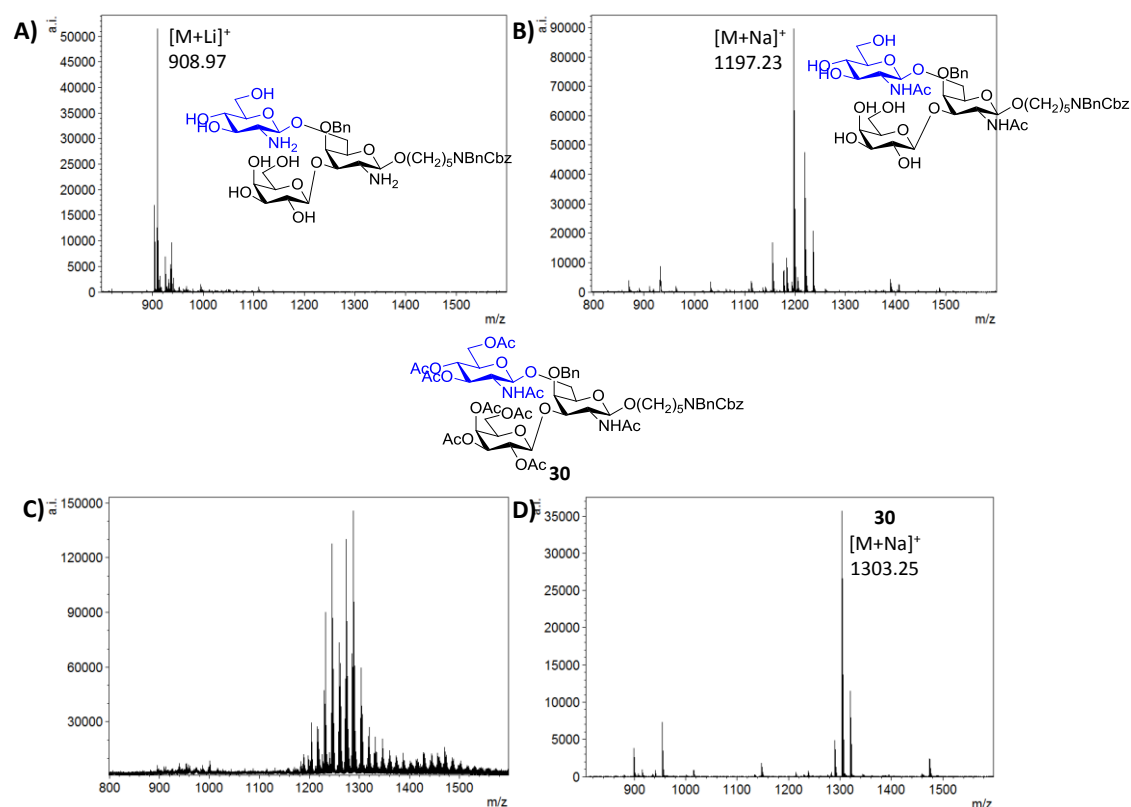 A)
a.i.
50000
45000
40000
35000
30000
25000
20000
15000
10000
5000
0
900 1000 1100 1200 1300 1400 1500
m/z
[M+Li]+
908.97
OH
HO
HO
O
O
NH2
O
OBn
O
O(CH2)5NBnCbz
NH2
OH
OH
O
O
HO
OH
B)
a.i.
90000
80000
70000
60000
50000
40000
30000
20000
10000
0
800 900 1000 1100 1200 1300 1400 1500
m/z
[M+Na]+
1197.23
OH
HO
HO
O
O
NHAc
OBn
O
O(CH2)5NBnCbz
NHAc
OH
OH
O
O
HO
OH
OAc
AcO
AcO
O
O
NHAc
OBn
O
O(CH2)5NBnCbz
NHAc
OAc
OAc
O
O
AcO
OAc
30
C)
a.i.
150000
120000
90000
60000
30000
800 900 1000 1100 1200 1300 1400 1500
m/z
D)
a.i.
35000
30000
25000
20000
15000
10000
5000
0
900 1000 1100 1200 1300 1400 1500
m/z
30
[M+Na]+
1303.25